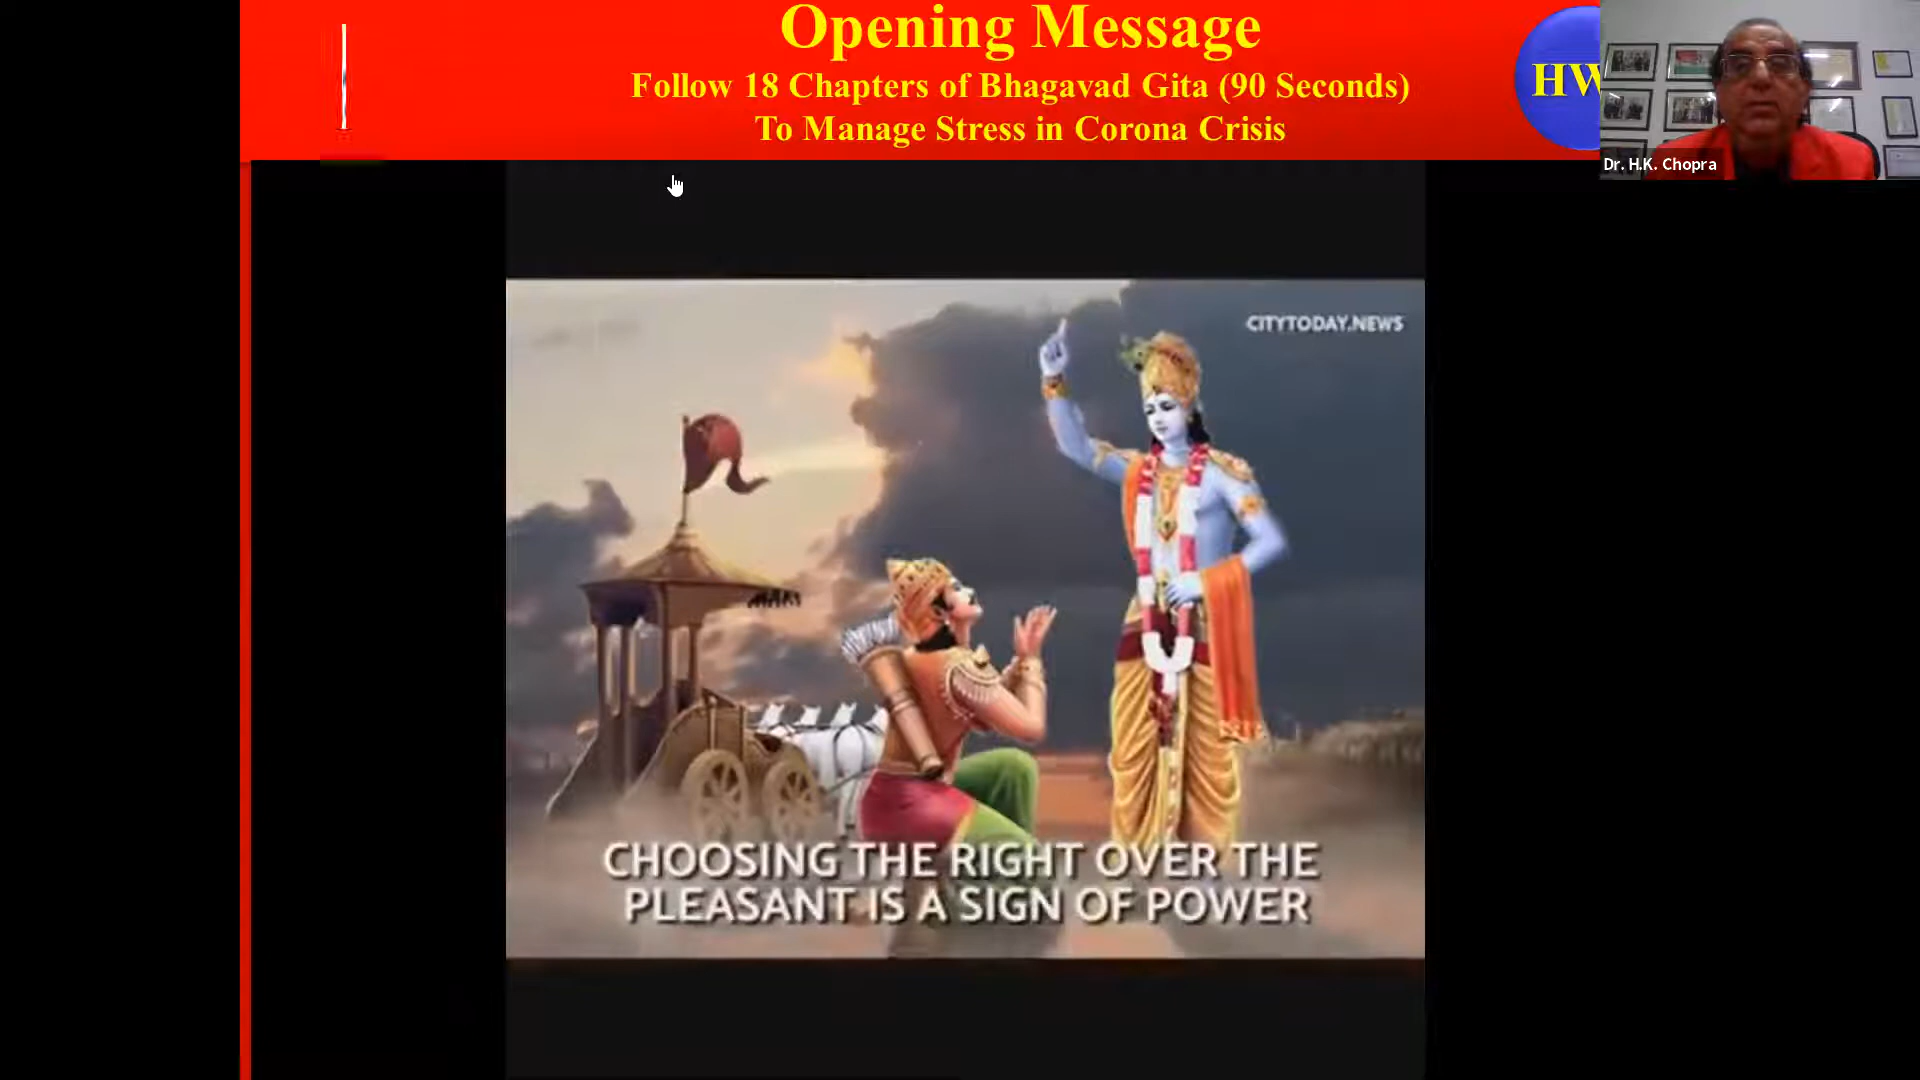 Opening Message
Follow 18 Chapters of Bhagavad Gita (90 Seconds)
To Manage Stress in Corona Crisis
HW
Dr. H.K. Chopra
CITYTODAY.NEWS
CHOOSING THE RIGHT OVER THE
PLEASANT IS A SIGN OF POWER